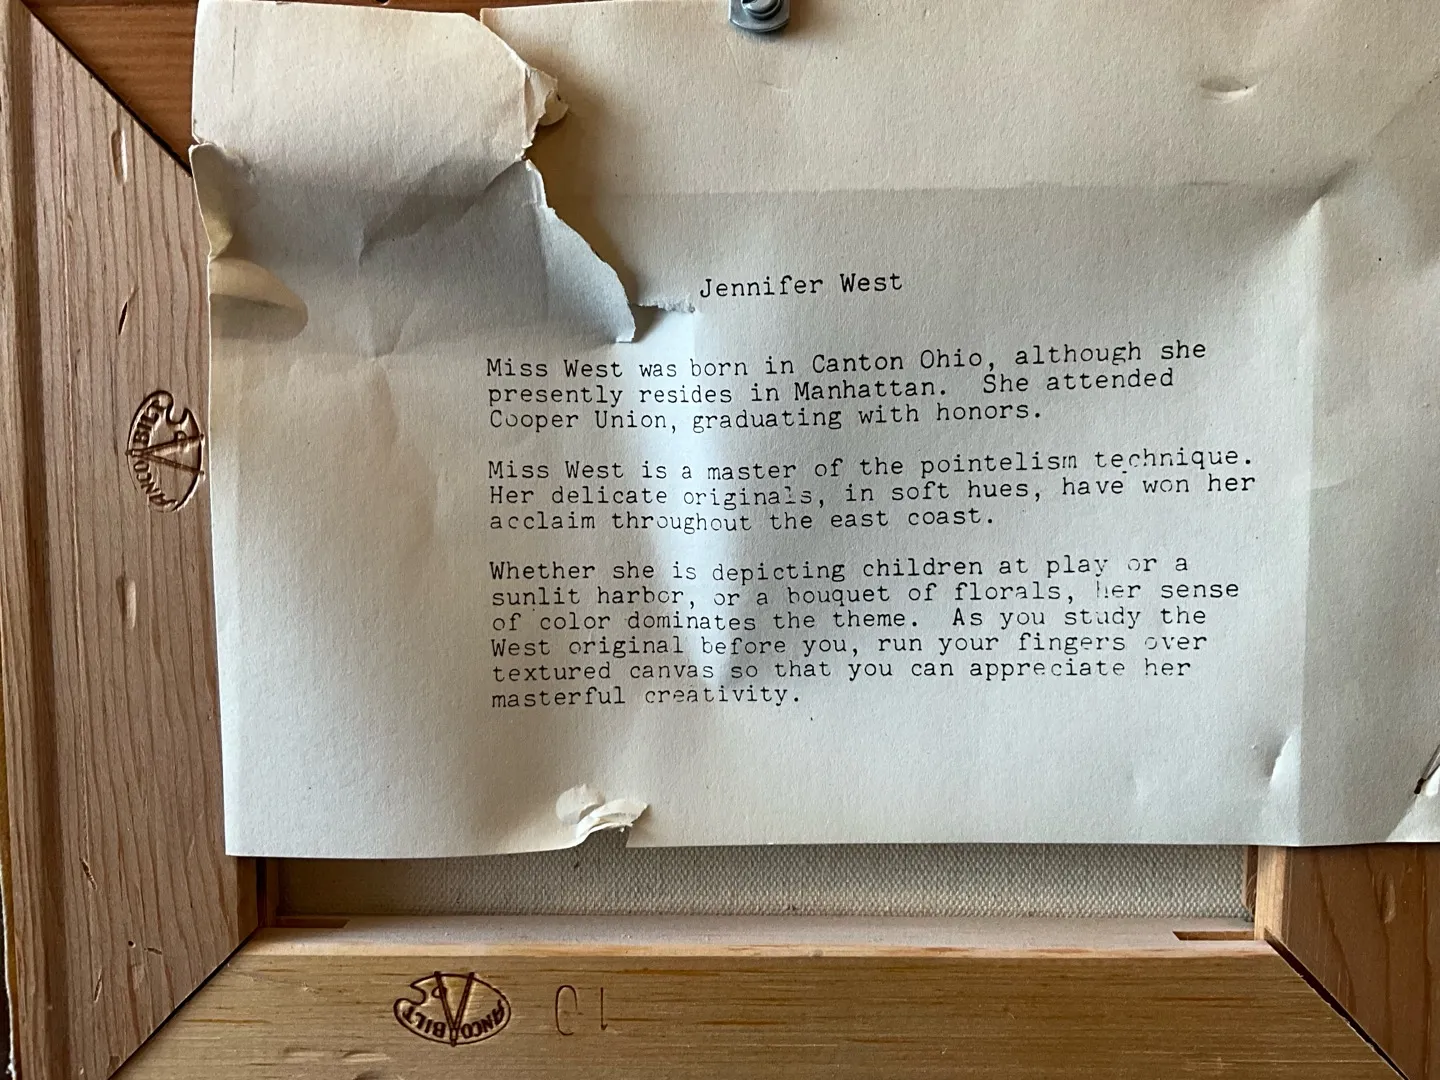 Jennifer West
Miss West was born in Canton Ohio, although she
presently resides in Manhattan. She attended
Cooper Union, graduating with honors.
Miss West is a master of the pointelism technique.
Her delicate originals, in soft hues, have won her
acclaim throughout the east coast.
Whether she is depicting children at play or a
sunlit harbor, or a bouquet of florals, her sense
of color dominates the theme. As you study the
West original before you, run your fingers over
textured canvas so that you can appreciate her
masterful creativity.
ANCO BILT
ANCO BILT